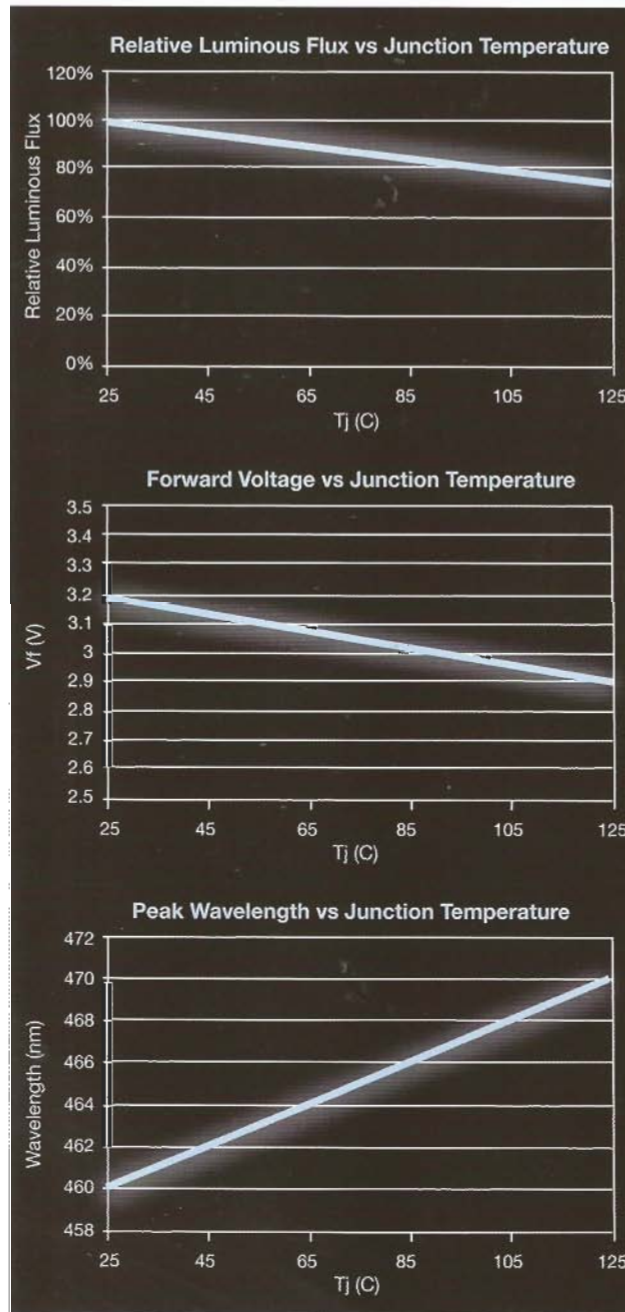 Relative Luminous Flux vs Junction Temperature
120%
100%
80%
60%
40%
20%
0%
Relative Luminous Flux
25 45 65 85 105 125
Tj (C)
Forward Voltage vs Junction Temperature
3.5
3.4
3.3
3.2
3.1
3
2.9
2.8
2.7
2.6
2.5
Vf (V)
25 45 65 85 105 125
Tj (C)
Peak Wavelength vs Junction Temperature
472
470
468
466
464
462
460
458
Wavelength (nm)
25 45 65 85 105 125
Tj (C)